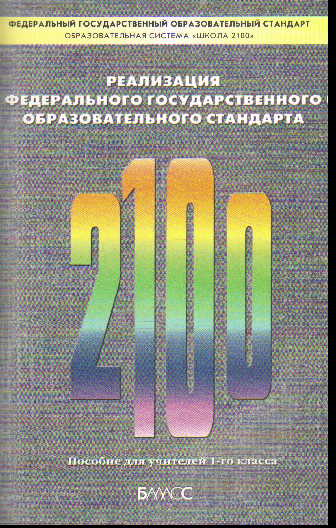 ФЕДЕРАЛЬНЫЙ ГОСУДАРСТВЕННЫЙ ОБРАЗОВАТЕЛЬНЫЙ СТАНДАРТ
ОБРАЗОВАТЕЛЬНАЯ СИСТЕМА «ШКОЛА 2100»
РЕАЛИЗАЦИЯ
ФЕДЕРАЛЬНОГО ГОСУДАРСТВЕННОГО
ОБРАЗОВАТЕЛЬНОГО СТАНДАРТА
2100
Пособие для учителей 1-го класса
БАЛАСС